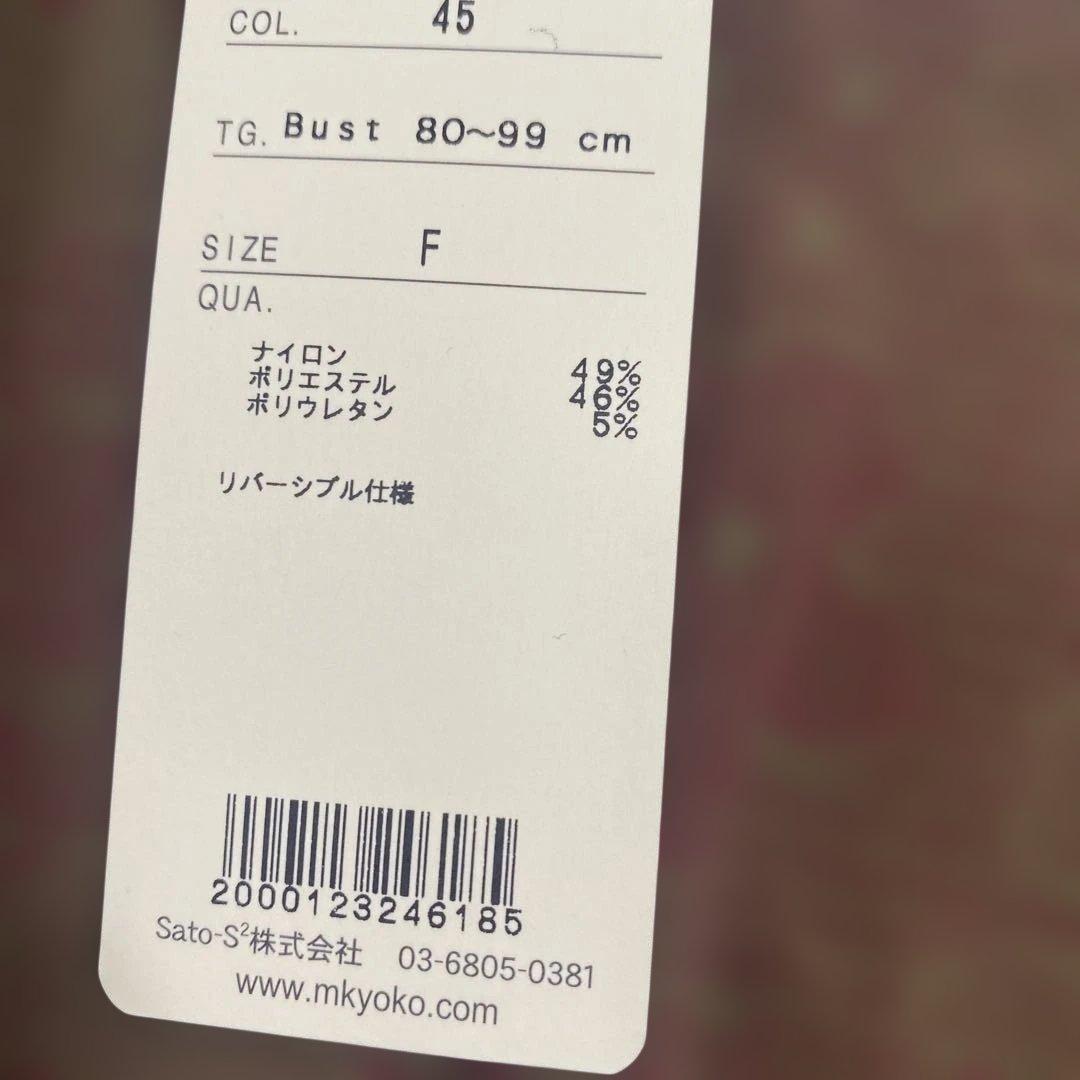 COL. 45
TG. Bust 80~99 cm
SIZE F
QUA.
ナイロン 49%
ポリエステル 46%
ポリウレタン 5%
リバーシブル仕様
2000123246185
Sato-S²株式会社 03-6805-0381
www.mkyoko.com